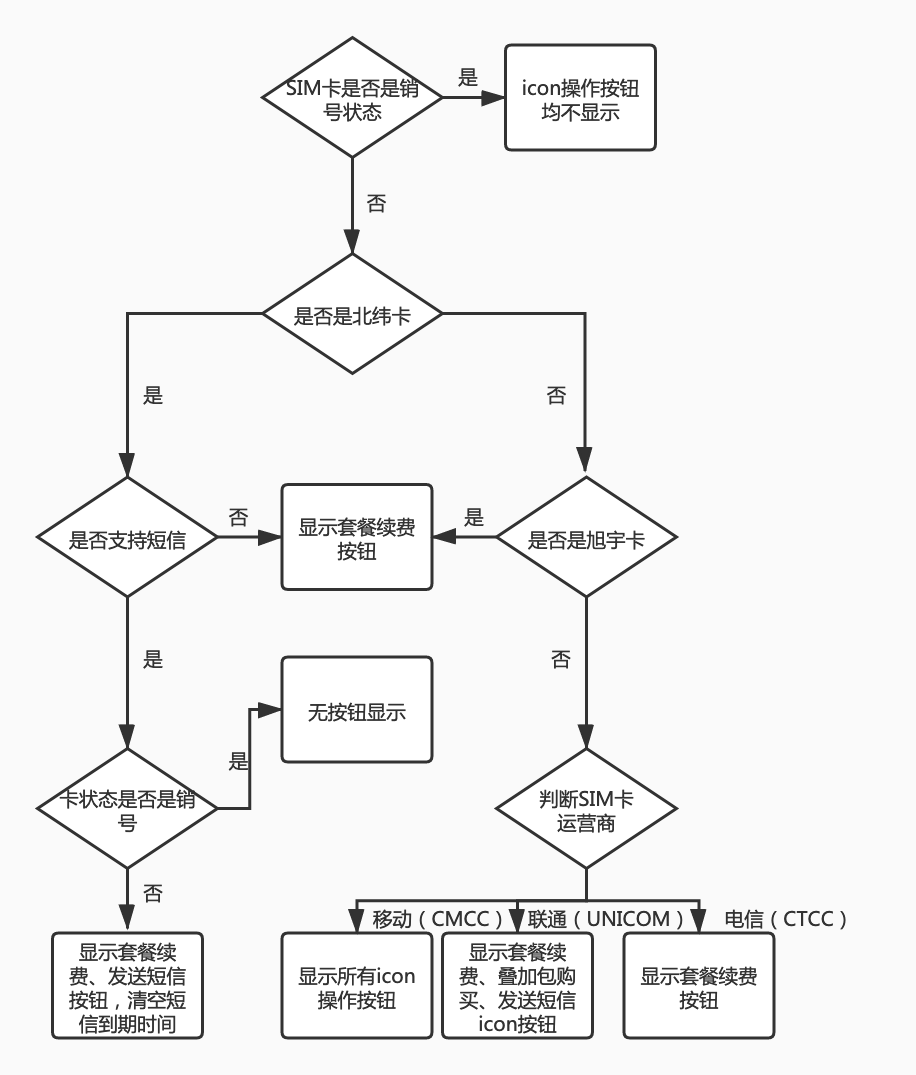 SIM卡是否是销
号状态
是
icon操作按钮
均不显示
否
是否是北纬卡
是
否
是否支持短信
否
显示套餐续费
按钮
是
是否是旭宇卡
是
否
无按钮显示
是
卡状态是否是销
号
判断SIM卡
运营商
否
移动（CMCC）
联通（UNICOM）
电信（CTCC）
显示套餐续
费、发送短信
按钮，清空短
信到期时间
显示所有icon
操作按钮
显示套餐续
费、叠加包购
买、发送短信
icon按钮
显示套餐续费
按钮